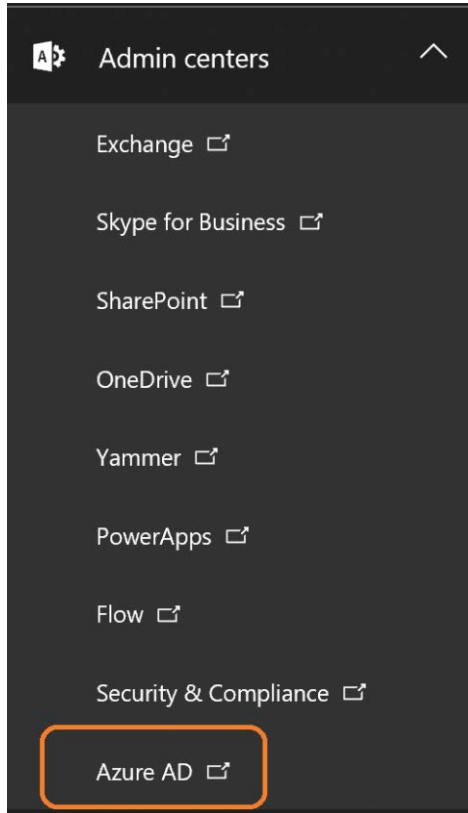 A
Admin centers
Exchange
Skype for Business
SharePoint
OneDrive
Yammer
PowerApps
Flow
Security & Compliance
Azure AD